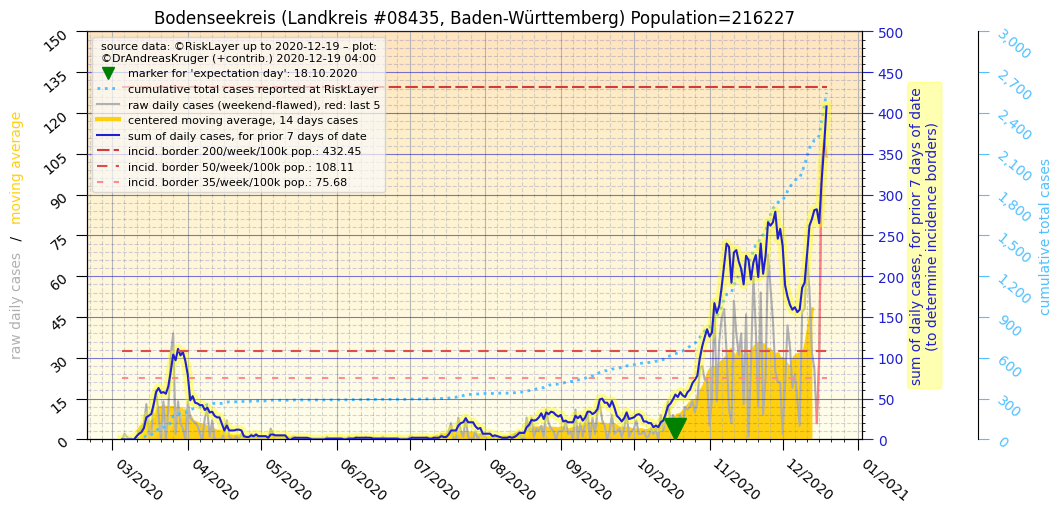 Bodenseekreis (Landkreis #08435, Baden-Württemberg) Population=216227
source data: ©RiskLayer up to 2020-12-19 – plot:
©DrAndreasKruger (+contrib.) 2020-12-19 04:00
marker for 'expectation day': 18.10.2020
cumulative total cases reported at RiskLayer
raw daily cases (weekend-flawed), red: last 5
centered moving average, 14 days cases
sum of daily cases, for prior 7 days of date
incid. border 200/week/100k pop.: 432.45
incid. border 50/week/100k pop.: 108.11
incid. border 35/week/100k pop.: 75.68
raw daily cases / moving average
150
135
120
105
90
75
60
45
30
15
0
03/2020
04/2020
05/2020
06/2020
07/2020
08/2020
09/2020
10/2020
11/2020
12/2020
01/2021
500
450
400
350
300
250
200
150
100
50
0
sum of daily cases, for prior 7 days of date
(to determine incidence borders)
3,000
2,700
2,400
2,100
1,800
1,500
1,200
900
600
300
0
cumulative total cases